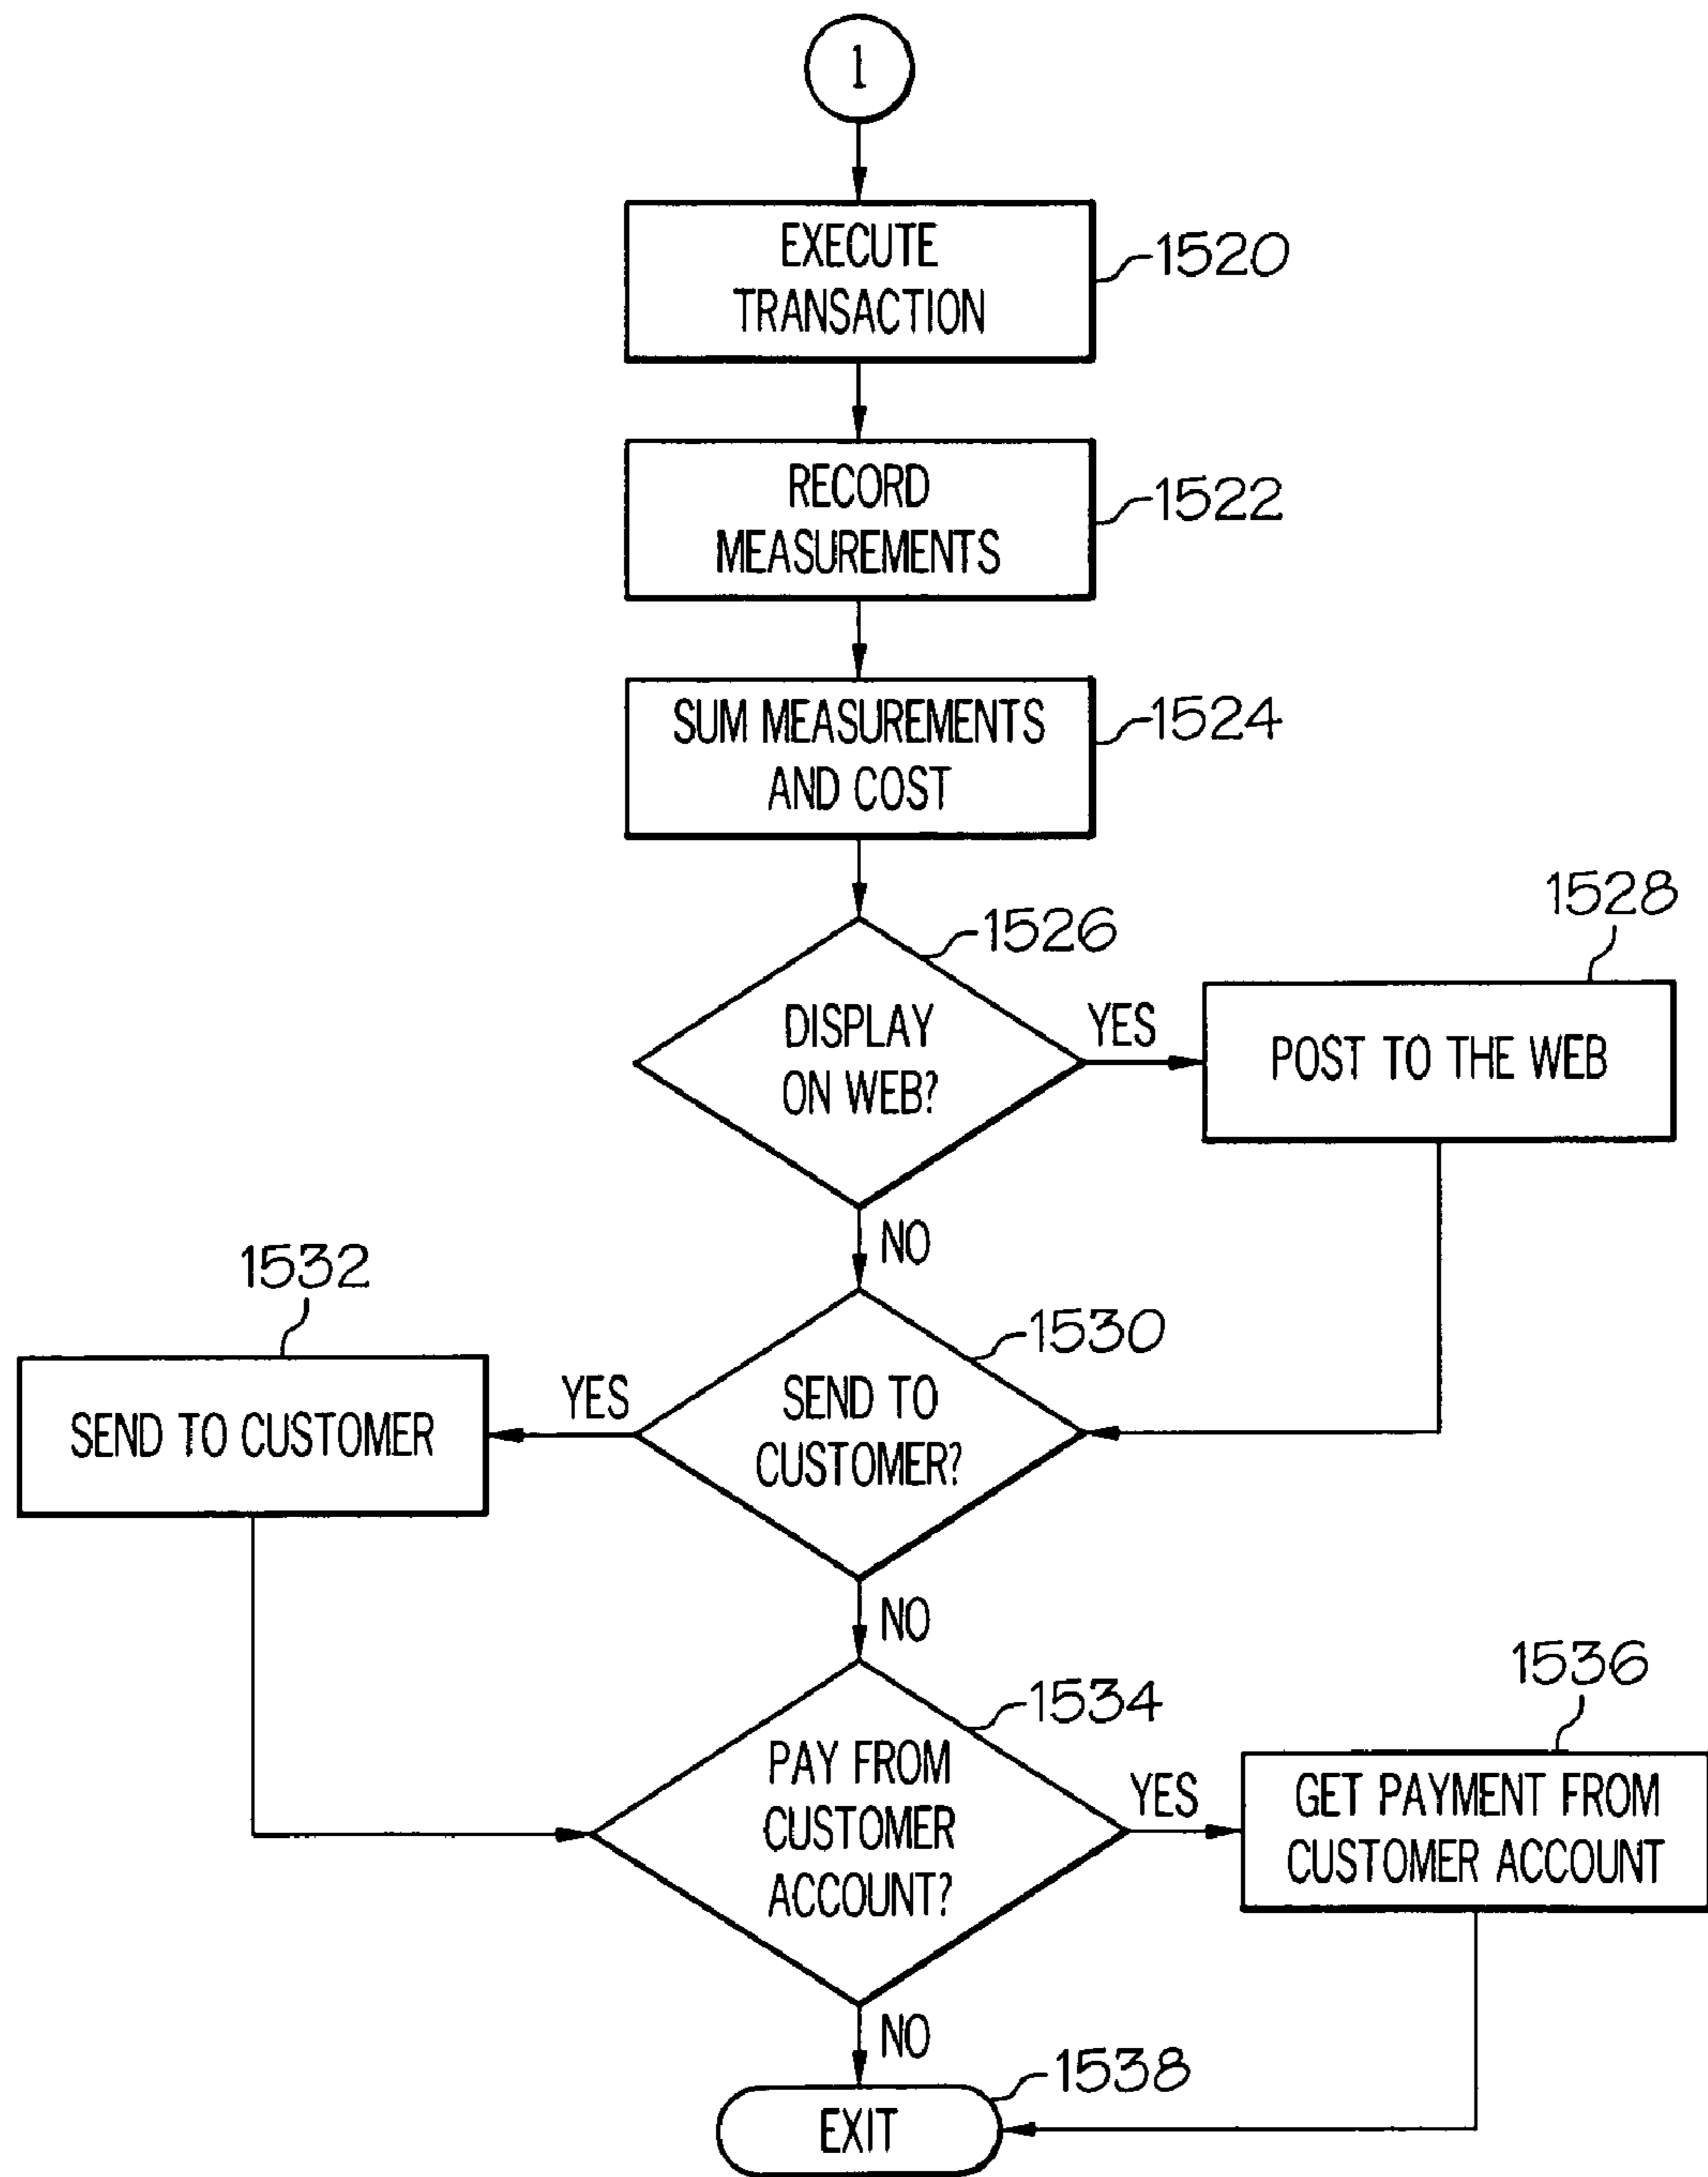 1
EXECUTE
TRANSACTION
1520
RECORD
MEASUREMENTS
1522
SUM MEASUREMENTS
AND COST
1524
1526
DISPLAY
ON WEB?
YES
1528
POST TO THE WEB
NO
1530
SEND TO
CUSTOMER?
YES
1532
SEND TO CUSTOMER
NO
1534
PAY FROM
CUSTOMER
ACCOUNT?
YES
1536
GET PAYMENT FROM
CUSTOMER ACCOUNT
NO
1538
EXIT